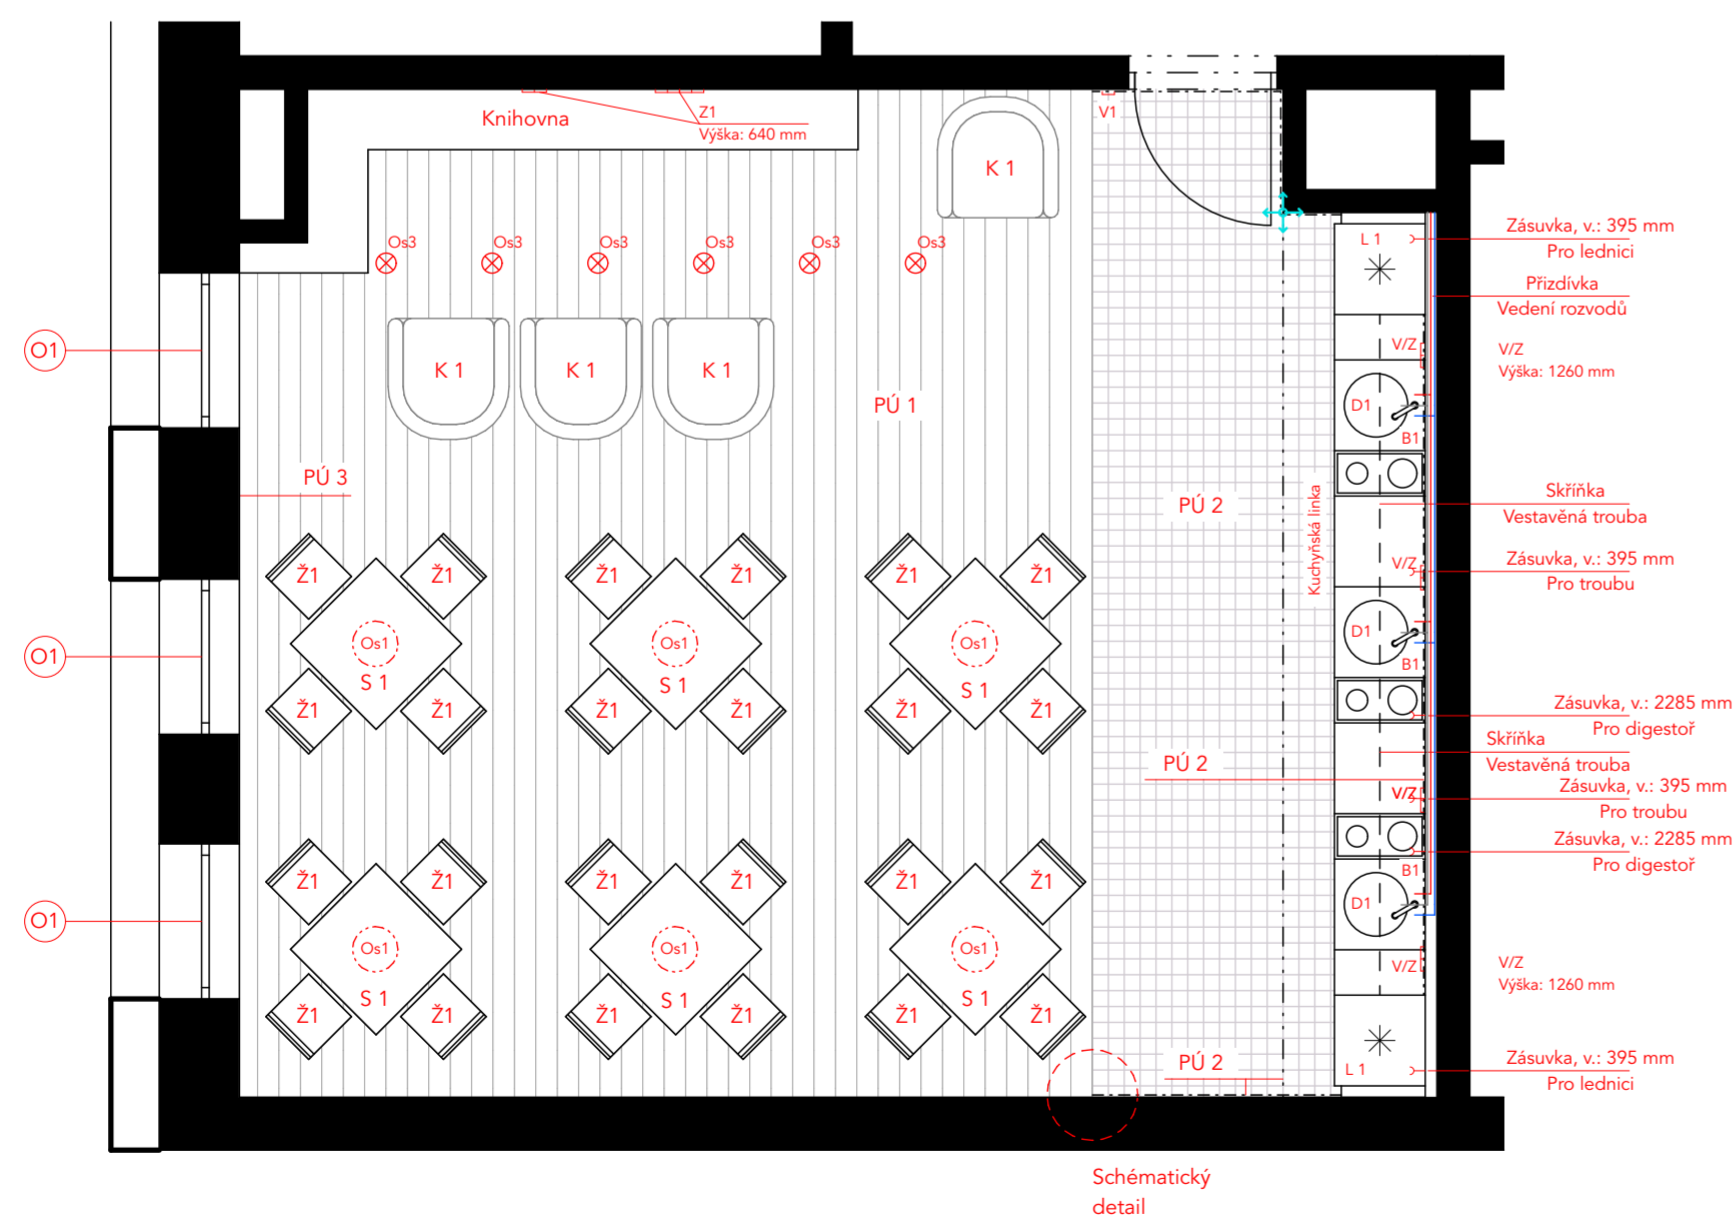 Knihovna
Z1
Výška: 640 mm
V1
K 1
Os3
Os3
Os3
Os3
Os3
Os3
L 1
Zásuvka, v.: 395 mm
Pro lednici
Přizdívka
Vedení rozvodů
O1
K 1
K 1
K 1
V/Z
V/Z
Výška: 1260 mm
PÚ 1
D1
B1
PÚ 3
PÚ 2
Kuchyňská linka
Skříňka
Vestavěná trouba
Ž1
Ž1
Ž1
Ž1
Ž1
Ž1
V/Z
Zásuvka, v.: 395 mm
Pro troubu
O1
Os1
Os1
Os1
D1
B1
S 1
S 1
S 1
Ž1
Ž1
Ž1
Ž1
Ž1
Ž1
Zásuvka, v.: 2285 mm
Pro digestoř
Skříňka
Vestavěná trouba
PÚ 2
V/Z
Zásuvka, v.: 395 mm
Pro troubu
Zásuvka, v.: 2285 mm
Pro digestoř
B1
Ž1
Ž1
Ž1
Ž1
Ž1
Ž1
D1
O1
Os1
Os1
Os1
V/Z
V/Z
Výška: 1260 mm
S 1
S 1
S 1
Ž1
Ž1
Ž1
Ž1
Ž1
Ž1
PÚ 2
L 1
Zásuvka, v.: 395 mm
Pro lednici
Schématický
detail